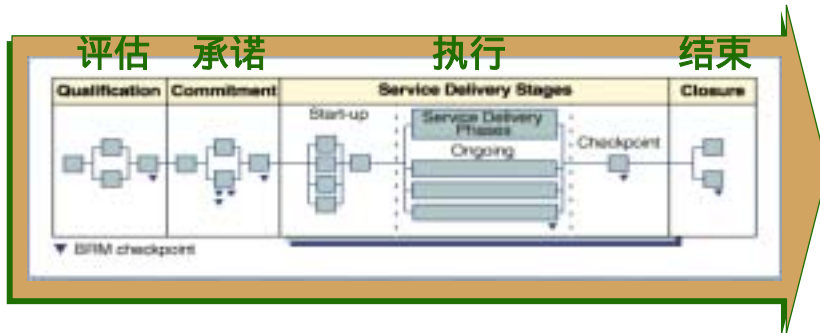 评估 承诺 执行 结束
Qualification Commitment Service Delivery Stages Closure
Start-up
Service Delivery
Phases
Ongoing
Checkpoint
BRM checkpoint